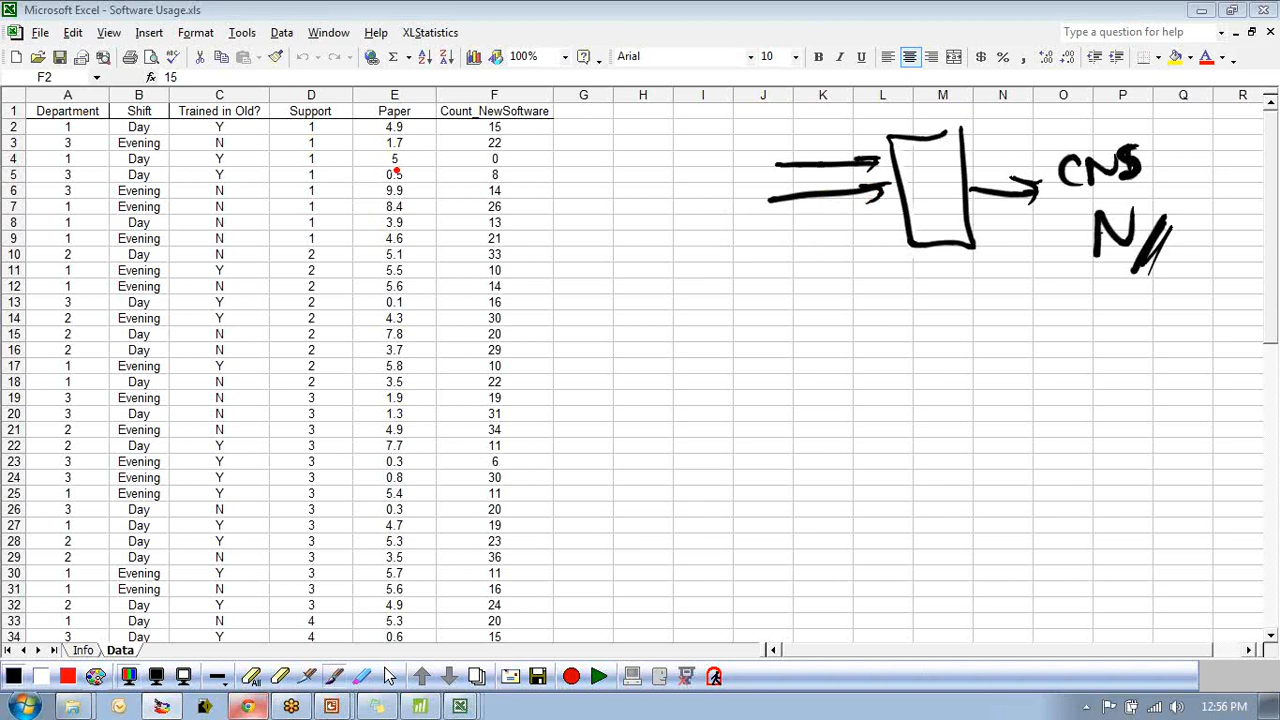 Microsoft Excel - Software Usage.xls
File Edit View Insert Format Tools Data Window Help XLStatistics
Type a question for help
100%
Arial 10
F2 15
A B C D E F G H I J K L M N O P Q R
1 Department Shift Trained in Old? Support Paper Count_NewSoftware
2 1 Day Y 1 4.9 15
3 3 Evening N 1 1.7 22
4 1 Day Y 1 5 0
5 3 Day Y 1 0.5 8
6 3 Evening N 1 9.9 14
7 1 Evening N 1 8.4 26
8 1 Day N 1 3.9 13
9 1 Evening N 1 4.6 21
10 2 Day N 2 5.1 33
11 1 Evening Y 2 5.5 10
12 1 Evening N 2 5.6 14
13 3 Day Y 2 0.1 16
14 2 Evening Y 2 4.3 30
15 2 Day N 2 7.8 20
16 2 Day N 2 3.7 29
17 1 Evening Y 2 5.8 10
18 1 Day N 2 3.5 22
19 3 Evening N 3 1.9 19
20 3 Day N 3 1.3 31
21 2 Evening N 3 4.9 34
22 2 Day Y 3 7.7 11
23 3 Evening Y 3 0.3 6
24 3 Evening Y 3 0.8 30
25 1 Evening Y 3 5.4 11
26 3 Day N 3 0.3 20
27 1 Day Y 3 4.7 19
28 2 Day Y 3 5.3 23
29 2 Day N 3 3.5 36
30 1 Evening Y 3 5.7 11
31 1 Evening N 3 5.6 16
32 2 Day Y 3 4.9 24
33 1 Day N 4 5.3 20
34 3 Day Y 4 0.6 15
CNS
N
Info Data
12:56 PM